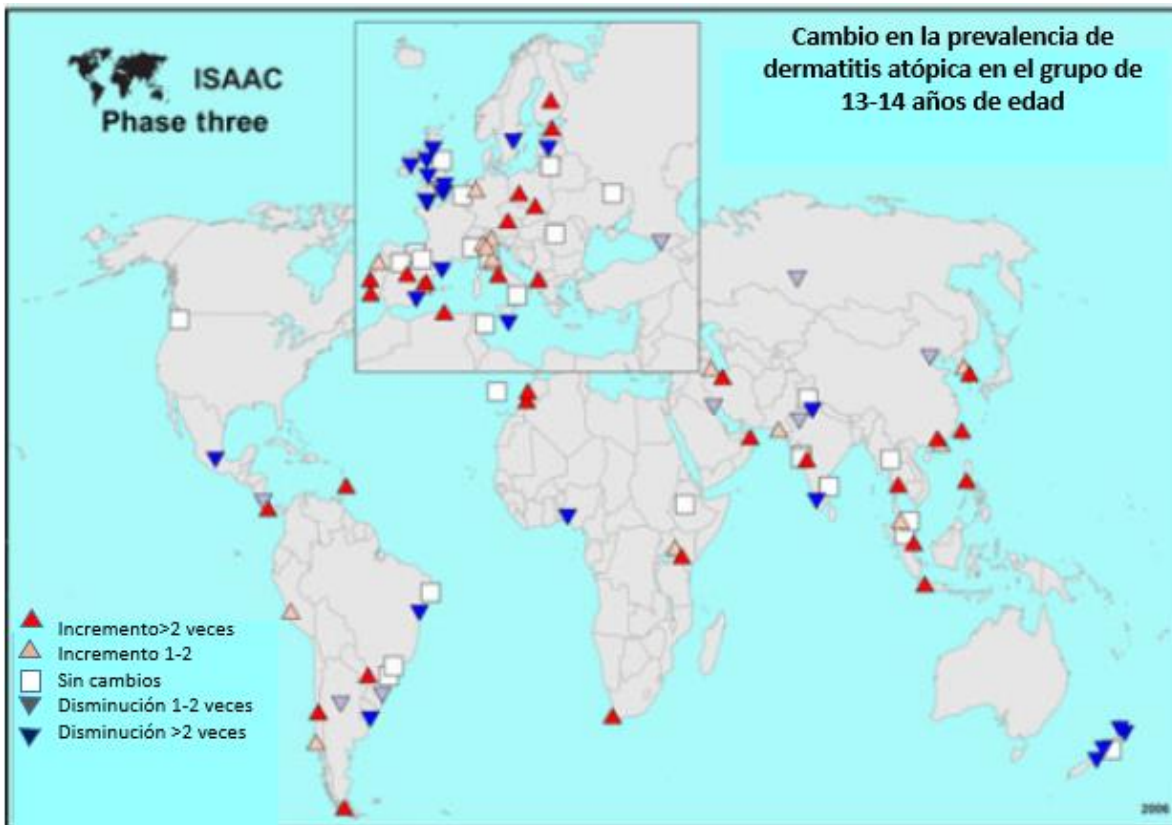 ISAAC
Phase three
Cambio en la prevalencia de
dermatitis atópica en el grupo de
13-14 años de edad
Incremento>2 veces
Incremento 1-2
Sin cambios
Disminución 1-2 veces
Disminución >2 veces
2006